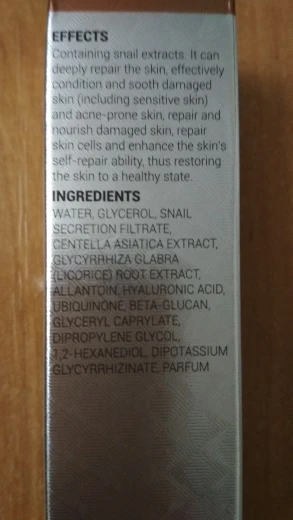 EFFECTS
Containing snail extracts. It can
deeply repair the skin, effectively
condition and sooth damaged
skin (including sensitive skin)
and acne-prone skin, repair and
nourish damaged skin, repair
skin cells and enhance the skin's
self-repair ability, thus restoring
the skin to a healthy state.
INGREDIENTS
WATER, GLYCEROL, SNAIL
SECRETION FILTRATE,
CENTELLA ASIATICA EXTRACT,
GLYCYRRHIZA GLABRA
(LICORICE) ROOT EXTRACT,
ALLANTOIN, HYALURONIC ACID,
UBIQUINONE, BETA-GLUCAN,
GLYCERYL CAPRYLATE,
DIPROPYLENE GLYCOL,
1,2-HEXANEDIOL, DIPOTASSIUM
GLYCYRRHIZINATE, PARFUM